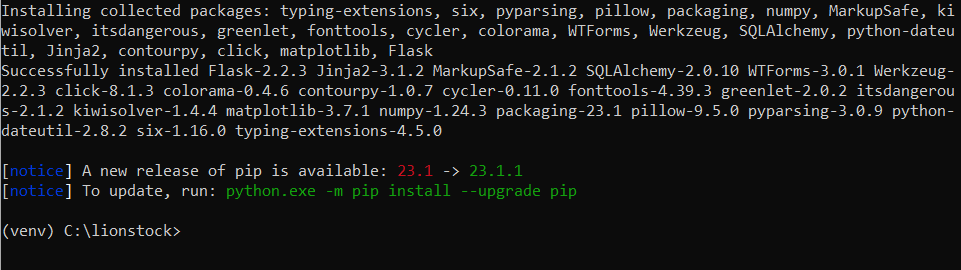 Installing collected packages: typing-extensions, six, pyparsing, pillow, packaging, numpy, MarkupSafe, ki
wisolver, itsdangerous, greenlet, fonttools, cycler, colorama, WTForms, Werkzeug, SQLAlchemy, python-dateu
til, Jinja2, contourpy, click, matplotlib, Flask
Successfully installed Flask-2.2.3 Jinja2-3.1.2 MarkupSafe-2.1.2 SQLAlchemy-2.0.10 WTForms-3.0.1 Werkzeug-
2.2.3 click-8.1.3 colorama-0.4.6 contourpy-1.0.7 cycler-0.11.0 fonttools-4.39.3 greenlet-2.0.2 itsdangerou
s-2.1.2 kiwisolver-1.4.4 matplotlib-3.7.1 numpy-1.24.3 packaging-23.1 pillow-9.5.0 pyparsing-3.0.9 python-
dateutil-2.8.2 six-1.16.0 typing-extensions-4.5.0
[notice] A new release of pip is available: 23.1 -> 23.1.1
[notice] To update, run: python.exe -m pip install --upgrade pip
(venv) C:\lionstock>